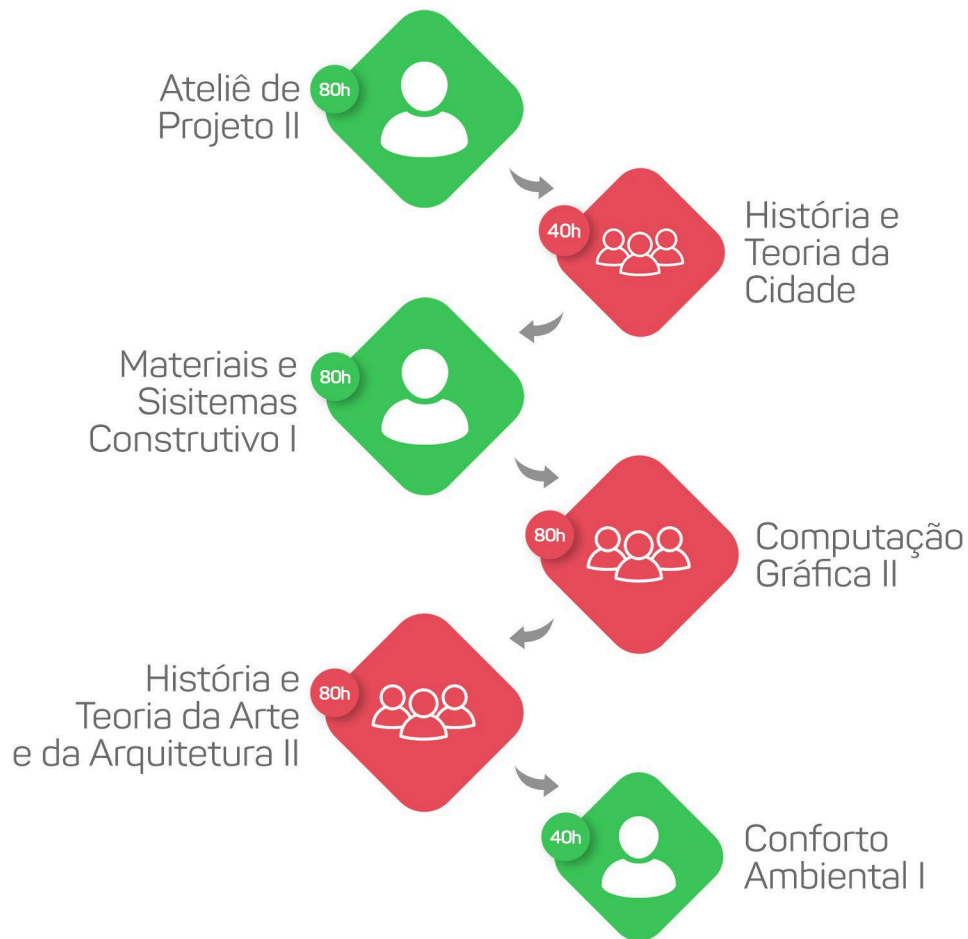 Ateliê de
Projeto II
80h
40h
História e
Teoria da
Cidade
Materiais e
Sisitemas
Construtivo I
80h
80h
Computação
Gráfica II
História e
Teoria da Arte
e da Arquitetura II
80h
40h
Conforto
Ambiental I